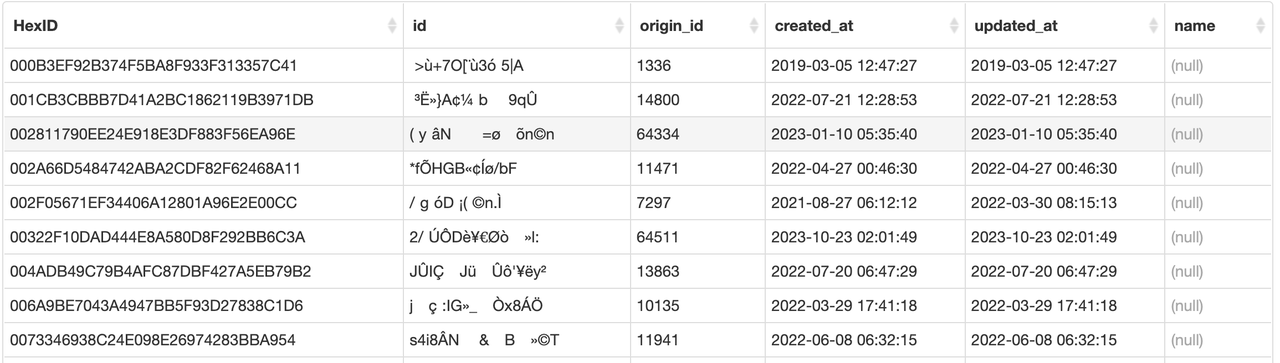 HexID id origin_id created_at updated_at name
000B3EF92B374F5BA8F933F313357C41 >ù+7O[¨ù3ó 5|A 1336 2019-03-05 12:47:27 2019-03-05 12:47:27 (null)
001CB3CBBB7D41A2BC1862119B3971DB ³Ë»}A¢¼ b 9qÛ 14800 2022-07-21 12:28:53 2022-07-21 12:28:53 (null)
002811790EE24E918E3DF883F56EA96E ( y âN =ø õn©n 64334 2023-01-10 05:35:40 2023-01-10 05:35:40 (null)
002A66D5484742ABA2CDF82F62468A11 *fÕHGB«¢Íø/bF 11471 2022-04-27 00:46:30 2022-04-27 00:46:30 (null)
002F05671EF34406A12801A96E2E00CC / g óD ¡( ©n.Ì 7297 2021-08-27 06:12:12 2022-03-30 08:15:13 (null)
00322F10DAD444E8A580D8F292BB6C3A 2/ ÚÔDè¥€Øò »l: 64511 2023-10-23 02:01:49 2023-10-23 02:01:49 (null)
004ADB49C79B4AFC87DBF427A5EB79B2 JÛIÇ Jü Ûô'¥ëy² 13863 2022-07-20 06:47:29 2022-07-20 06:47:29 (null)
006A9BE7043A4947BB5F93D27838C1D6 j ç :IG»_ Òx8ÁÖ 10135 2022-03-29 17:41:18 2022-03-29 17:41:18 (null)
0073346938C24E098E26974283BBA954 s4i8ÂN & B »©T 11941 2022-06-08 06:32:15 2022-06-08 06:32:15 (null)